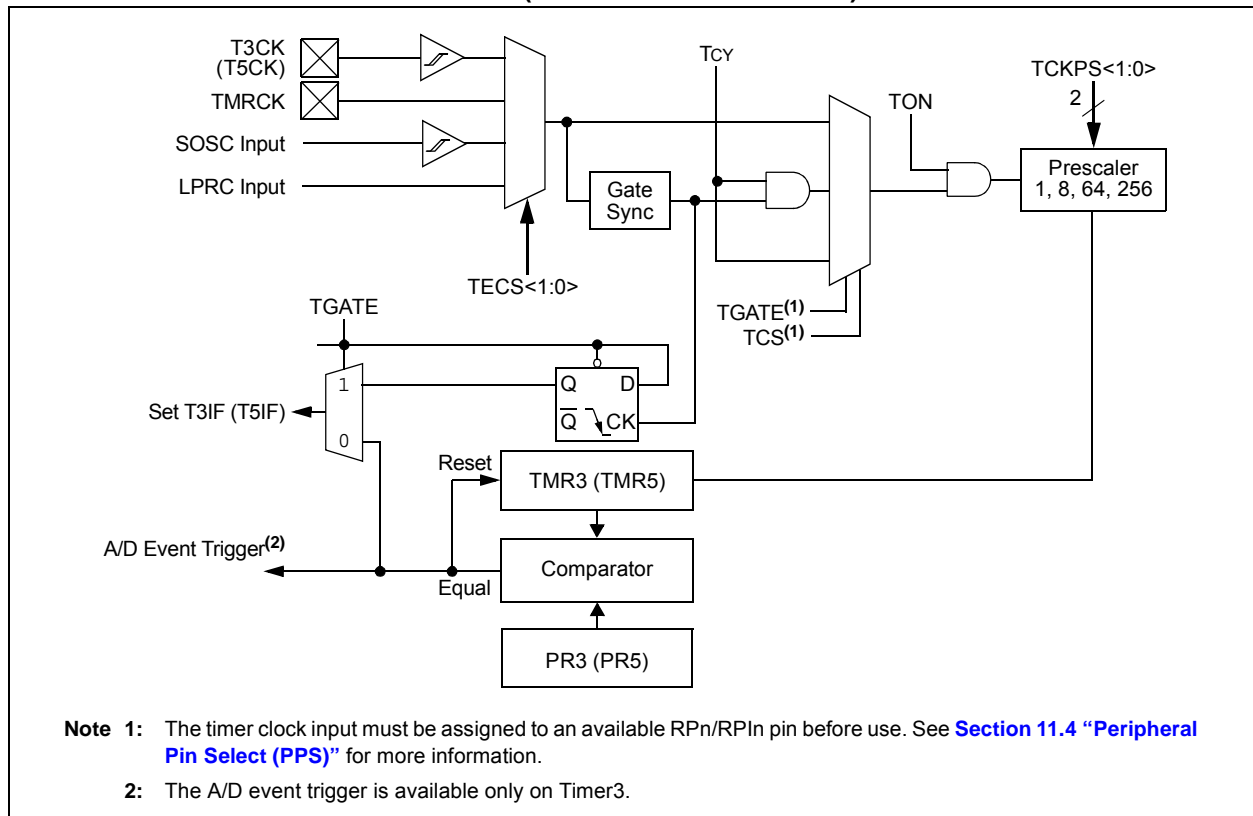 T3CK
(T5CK)
TMRCK
SOSC Input
LPRC Input
TECS<1:0>
Gate
Sync
TCY
TGATE(1)
TCS(1)
TON
TCKPS<1:0>
2
Prescaler
1, 8, 64, 256
TGATE
1
0
Set T3IF (T5IF)
Q D
Q CK
Reset
TMR3 (TMR5)
A/D Event Trigger(2)
Equal
Comparator
PR3 (PR5)
Note 1: The timer clock input must be assigned to an available RPn/RPIn pin before use. See Section 11.4 “Peripheral
Pin Select (PPS)” for more information.
2: The A/D event trigger is available only on Timer3.